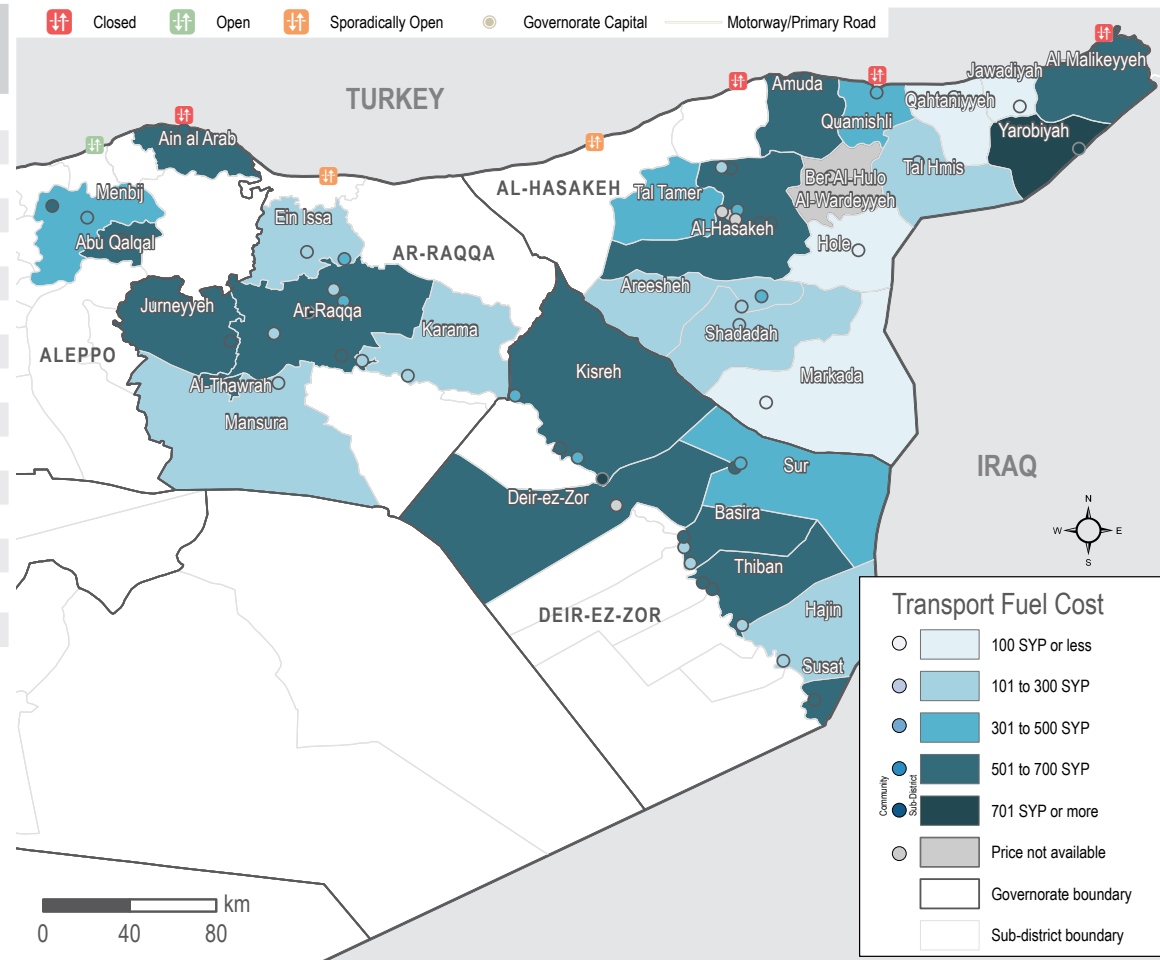 Closed
Open
Sporadically Open
Governorate Capital
Motorway/Primary Road
TURKEY
Al-Malikeyyeh
Jawadiyah
Amuda
Qahtaniyyeh
Quamishli
Yarobiyah
Ain al Arab
Tal Hmis
Ber Al-Hulo
Al-Wardeyyeh
AL-HASAKEH
Tal Tamer
Menbij
Ein Issa
Al-Hasakeh
Abu Qalqal
Hole
AR-RAQQA
Areesheh
Jurneyyeh
Ar-Raqqa
Karama
Shadadah
ALEPPO
Kisreh
Markada
Al-Thawrah
Mansura
Sur
IRAQ
Deir-ez-Zor
Basira
N
W
E
S
Thiban
DEIR-EZ-ZOR
Hajin
Susat
Transport Fuel Cost
100 SYP or less
101 to 300 SYP
301 to 500 SYP
501 to 700 SYP
701 SYP or more
Community
Sub-District
Price not available
Governorate boundary
Sub-district boundary
km
0 40 80